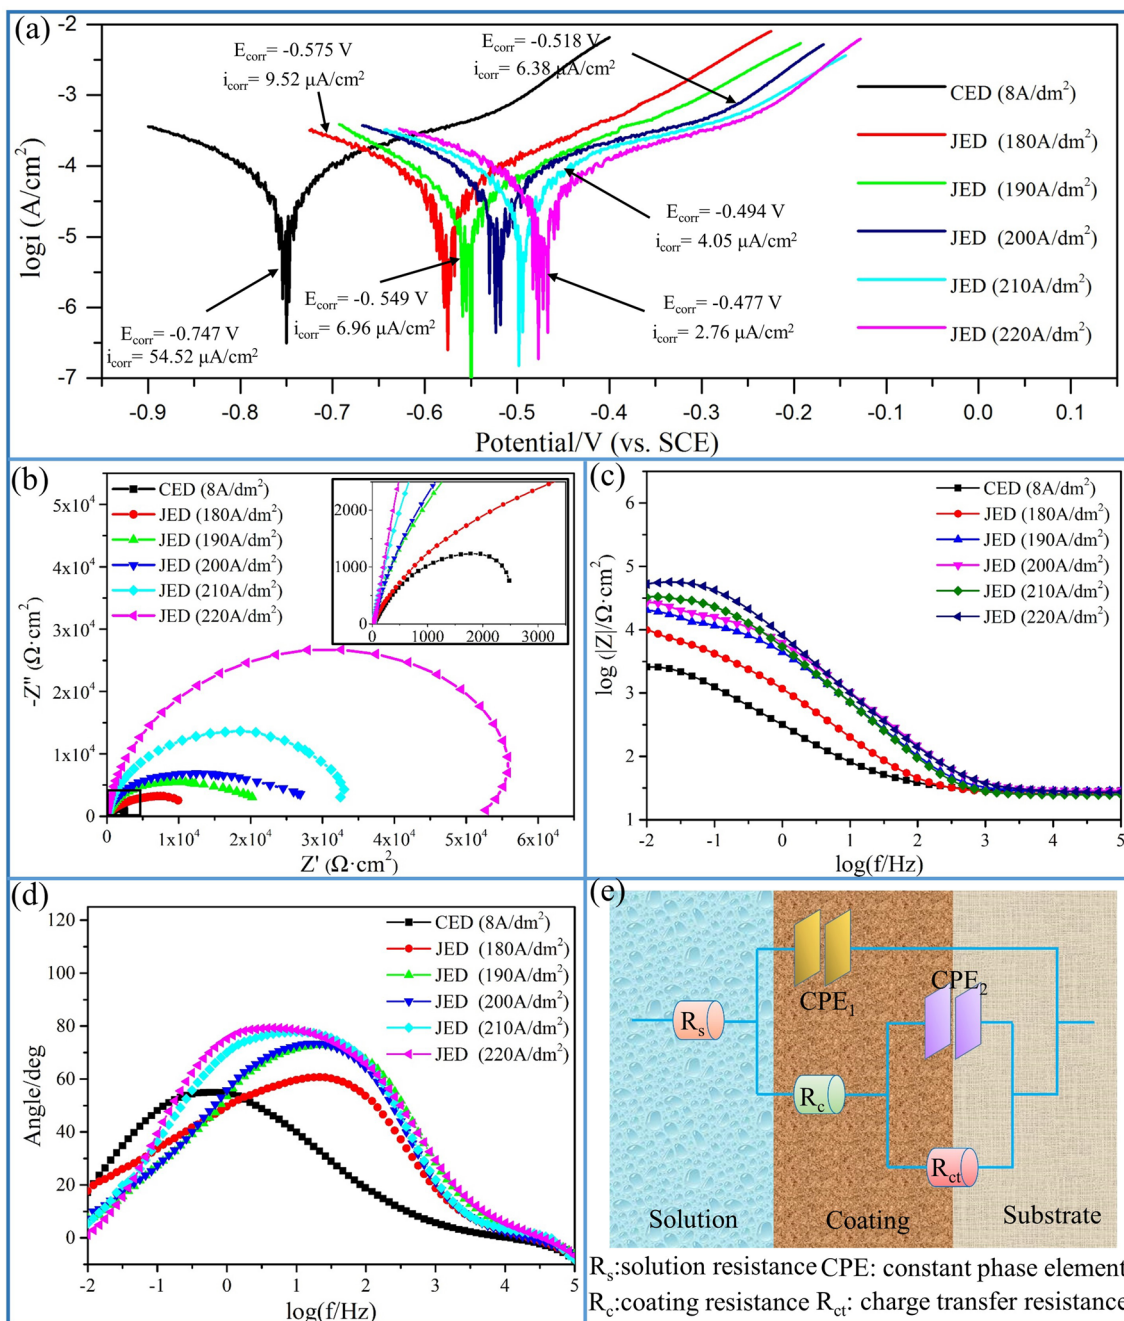 (a)
-2
-3
-4
-5
-6
-7
logi (A/cm²)
E_corr= -0.575 V
i_corr= 9.52 μA/cm²
E_corr= -0.518 V
i_corr= 6.38 μA/cm²
E_corr= -0.494 V
i_corr= 4.05 μA/cm²
E_corr= -0. 549 V
i_corr= 6.96 μA/cm²
E_corr= -0.477 V
i_corr= 2.76 μA/cm²
E_corr= -0.747 V
i_corr= 54.52 μA/cm²
CED (8A/dm²)
JED (180A/dm²)
JED (190A/dm²)
JED (200A/dm²)
JED (210A/dm²)
JED (220A/dm²)
-0.9 -0.8 -0.7 -0.6 -0.5 -0.4 -0.3 -0.2 -0.1 0.0 0.1
Potential/V (vs. SCE)
(b)
CED (8A/dm²)
JED (180A/dm²)
JED (190A/dm²)
JED (200A/dm²)
JED (210A/dm²)
JED (220A/dm²)
5x10⁴
4x10⁴
3x10⁴
2x10⁴
1x10⁴
0
-Z'' (Ω·cm²)
2000
1000
0
0 1000 2000 3000
0 1x10⁴ 2x10⁴ 3x10⁴ 4x10⁴ 5x10⁴ 6x10⁴
Z' (Ω·cm²)
(c)
6
5
4
3
2
1
log (|Z|/Ω·cm²)
CED (8A/dm²)
JED (180A/dm²)
JED (190A/dm²)
JED (200A/dm²)
JED (210A/dm²)
JED (220A/dm²)
-2 -1 0 1 2 3 4 5
log(f/Hz)
(d)
120
100
80
60
40
20
0
Angle/deg
CED (8A/dm²)
JED (180A/dm²)
JED (190A/dm²)
JED (200A/dm²)
JED (210A/dm²)
JED (220A/dm²)
-2 -1 0 1 2 3 4 5
log(f/Hz)
(e)
CPE₁
CPE₂
R_s
R_c
R_ct
Solution Coating Substrate
R_s:solution resistance CPE: constant phase element
R_c:coating resistance R_ct: charge transfer resistance